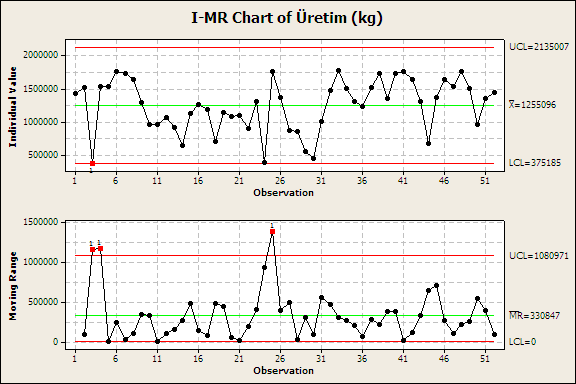 I-MR Chart of Üretim (kg)
Individual Value
2000000
1500000
1000000
500000
1
UCL=2135007
X̄=1255096
LCL=375185
1 6 11 16 21 26 31 36 41 46 51
Observation
Moving Range
1500000
1000000
500000
0
1 1 1
UCL=1080971
M̅R̅=330847
LCL=0
1 6 11 16 21 26 31 36 41 46 51
Observation